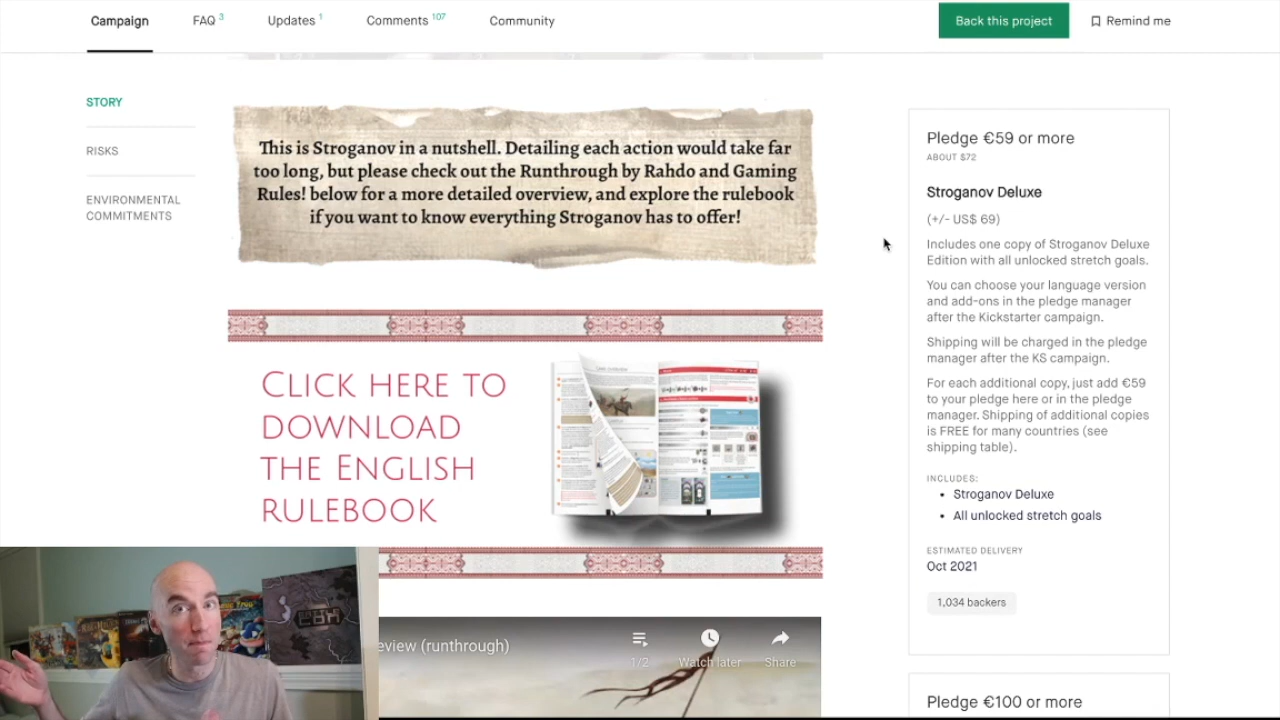 Campaign
FAQ 3
Updates 1
Comments 107
Community
Back this project
Remind me
STORY
RISKS
ENVIRONMENTAL
COMMITMENTS
This is Stroganov in a nutshell. Detailing each action would take far
too long, but please check out the Runthrough by Rahdo and Gaming
Rules! below for a more detailed overview, and explore the rulebook
if you want to know everything Stroganov has to offer!
Click here to
download
the English
rulebook
eview (runthrough)
1/2
Watch later
Share
Pledge €59 or more
ABOUT $72
Stroganov Deluxe
(+/- US$ 69)
Includes one copy of Stroganov Deluxe
Edition with all unlocked stretch goals.
You can choose your language version
and add-ons in the pledge manager
after the Kickstarter campaign.
Shipping will be charged in the pledge
manager after the KS campaign.
For each additional copy, just add €59
to your pledge here or in the pledge
manager. Shipping of additional copies
is FREE for many countries (see
shipping table).
INCLUDES:
• Stroganov Deluxe
• All unlocked stretch goals
ESTIMATED DELIVERY
Oct 2021
1,034 backers
Pledge €100 or more